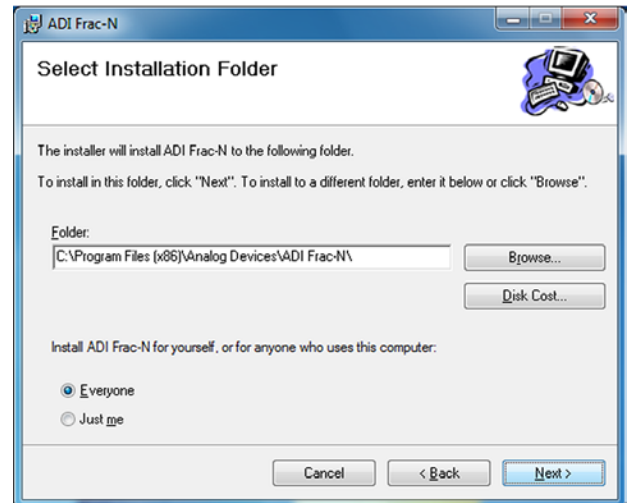 ADI Frac-N
Select Installation Folder
The installer will install ADI Frac-N to the following folder.
To install in this folder, click "Next". To install to a different folder, enter it below or click "Browse".
Folder:
C:\Program Files (x86)\Analog Devices\ADI Frac-N\
Browse...
Disk Cost...
Install ADI Frac-N for yourself, or for anyone who uses this computer:
Everyone
Just me
Cancel
< Back
Next >